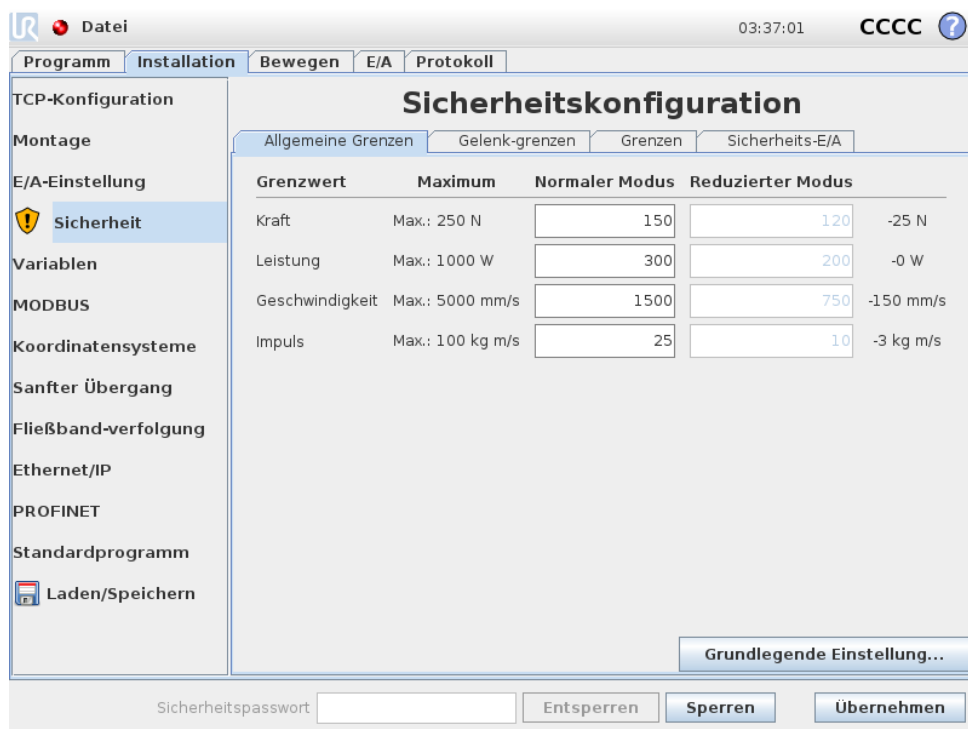 UR Datei 03:37:01 CCCC ?
Programm Installation Bewegen E/A Protokoll
TCP-Konfiguration
Montage
E/A-Einstellung
Sicherheit
Variablen
MODBUS
Koordinatensysteme
Sanfter Übergang
Fließband-verfolgung
Ethernet/IP
PROFINET
Standardprogramm
Laden/Speichern
Sicherheitskonfiguration
Allgemeine Grenzen Gelenk-grenzen Grenzen Sicherheits-E/A
Grenzwert Maximum Normaler Modus Reduzierter Modus
Kraft Max.: 250 N 150 120 -25 N
Leistung Max.: 1000 W 300 200 -0 W
Geschwindigkeit Max.: 5000 mm/s 1500 750 -150 mm/s
Impuls Max.: 100 kg m/s 25 10 -3 kg m/s
Grundlegende Einstellung...
Sicherheitspasswort Entsperren Sperren Übernehmen